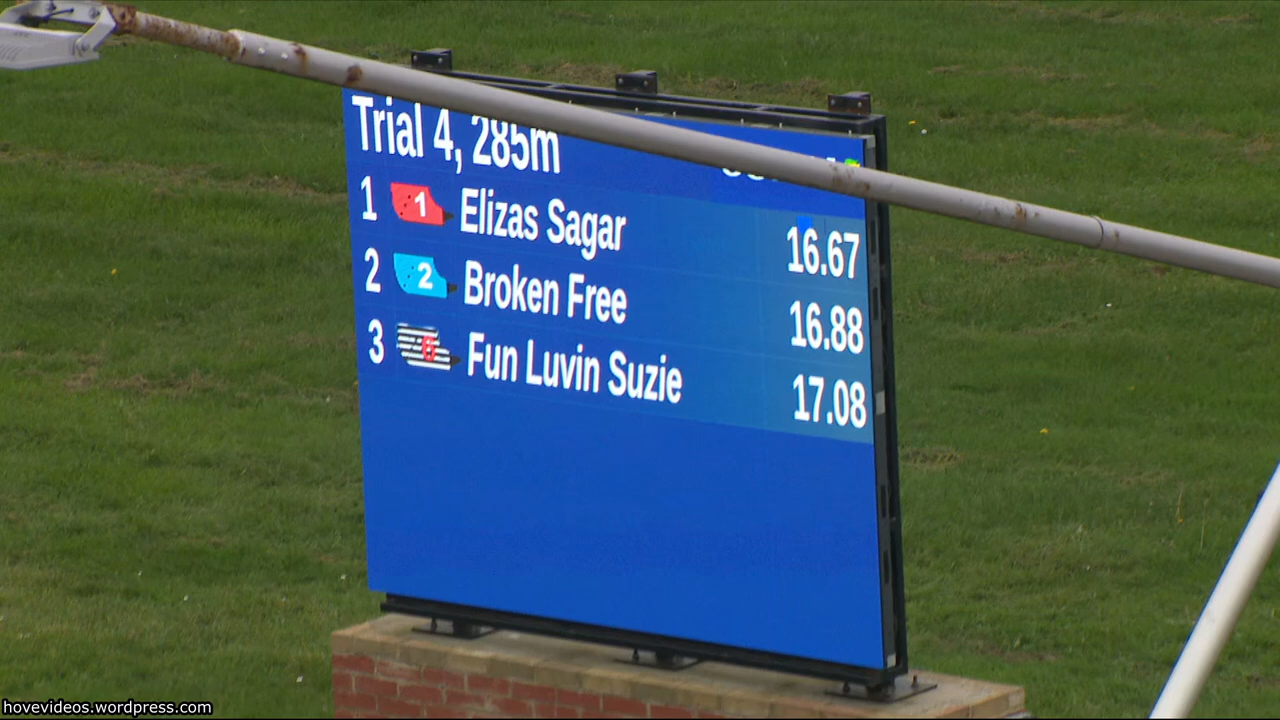 Trial 4, 285m
1 1 Elizas Sagar 16.67
2 2 Broken Free 16.88
3 6 Fun Luvin Suzie 17.08
hovevideos.wordpress.com